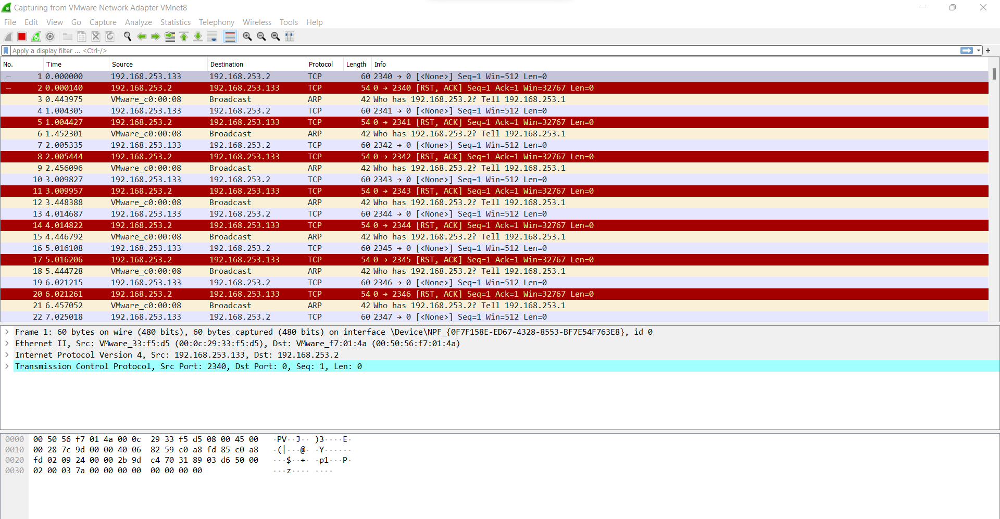 Capturing from VMware Network Adapter VMnet8
File Edit View Go Capture Analyze Statistics Telephony Wireless Tools Help
Apply a display filter ... <Ctrl-/>
No. Time Source Destination Protocol Length Info
1 0.000000 192.168.253.133 192.168.253.2 TCP 60 2340 → 0 [<None>] Seq=1 Win=512 Len=0
2 0.000140 192.168.253.2 192.168.253.133 TCP 54 0 → 2340 [RST, ACK] Seq=1 Ack=1 Win=32767 Len=0
3 0.443975 VMware_c0:00:08 Broadcast ARP 42 Who has 192.168.253.2? Tell 192.168.253.1
4 1.004305 192.168.253.133 192.168.253.2 TCP 60 2341 → 0 [<None>] Seq=1 Win=512 Len=0
5 1.004427 192.168.253.2 192.168.253.133 TCP 54 0 → 2341 [RST, ACK] Seq=1 Ack=1 Win=32767 Len=0
6 1.452301 VMware_c0:00:08 Broadcast ARP 42 Who has 192.168.253.2? Tell 192.168.253.1
7 2.005335 192.168.253.133 192.168.253.2 TCP 60 2342 → 0 [<None>] Seq=1 Win=512 Len=0
8 2.005444 192.168.253.2 192.168.253.133 TCP 54 0 → 2342 [RST, ACK] Seq=1 Ack=1 Win=32767 Len=0
9 2.456096 VMware_c0:00:08 Broadcast ARP 42 Who has 192.168.253.2? Tell 192.168.253.1
10 3.009827 192.168.253.133 192.168.253.2 TCP 60 2343 → 0 [<None>] Seq=1 Win=512 Len=0
11 3.009957 192.168.253.2 192.168.253.133 TCP 54 0 → 2343 [RST, ACK] Seq=1 Ack=1 Win=32767 Len=0
12 3.448388 VMware_c0:00:08 Broadcast ARP 42 Who has 192.168.253.2? Tell 192.168.253.1
13 4.014687 192.168.253.133 192.168.253.2 TCP 60 2344 → 0 [<None>] Seq=1 Win=512 Len=0
14 4.014822 192.168.253.2 192.168.253.133 TCP 54 0 → 2344 [RST, ACK] Seq=1 Ack=1 Win=32767 Len=0
15 4.446792 VMware_c0:00:08 Broadcast ARP 42 Who has 192.168.253.2? Tell 192.168.253.1
16 5.016108 192.168.253.133 192.168.253.2 TCP 60 2345 → 0 [<None>] Seq=1 Win=512 Len=0
17 5.016206 192.168.253.2 192.168.253.133 TCP 54 0 → 2345 [RST, ACK] Seq=1 Ack=1 Win=32767 Len=0
18 5.444728 VMware_c0:00:08 Broadcast ARP 42 Who has 192.168.253.2? Tell 192.168.253.1
19 6.021215 192.168.253.133 192.168.253.2 TCP 60 2346 → 0 [<None>] Seq=1 Win=512 Len=0
20 6.021261 192.168.253.2 192.168.253.133 TCP 54 0 → 2346 [RST, ACK] Seq=1 Ack=1 Win=32767 Len=0
21 6.457052 VMware_c0:00:08 Broadcast ARP 42 Who has 192.168.253.2? Tell 192.168.253.1
22 7.025018 192.168.253.133 192.168.253.2 TCP 60 2347 → 0 [<None>] Seq=1 Win=512 Len=0
Frame 1: 60 bytes on wire (480 bits), 60 bytes captured (480 bits) on interface \Device\NPF_{0F7F158E-ED67-4328-8553-BF7E54F763E8}, id 0
Ethernet II, Src: VMware_33:f5:d5 (00:0c:29:33:f5:d5), Dst: VMware_f7:01:4a (00:50:56:f7:01:4a)
Internet Protocol Version 4, Src: 192.168.253.133, Dst: 192.168.253.2
Transmission Control Protocol, Src Port: 2340, Dst Port: 0, Seq: 1, Len: 0
0000 00 50 56 f7 01 4a 00 0c 29 33 f5 d5 08 00 45 00 ·PV··J·· )3····E·
0010 00 28 7c 9d 00 00 40 06 82 59 c0 a8 fd 85 c0 a8 ·(|···@· ·Y······
0020 fd 02 09 24 00 00 2b 9d c4 70 31 89 03 d6 50 00 ···$··+· ·p1···P·
0030 02 00 03 7a 00 00 00 00 00 00 00 00 ···z···· ····